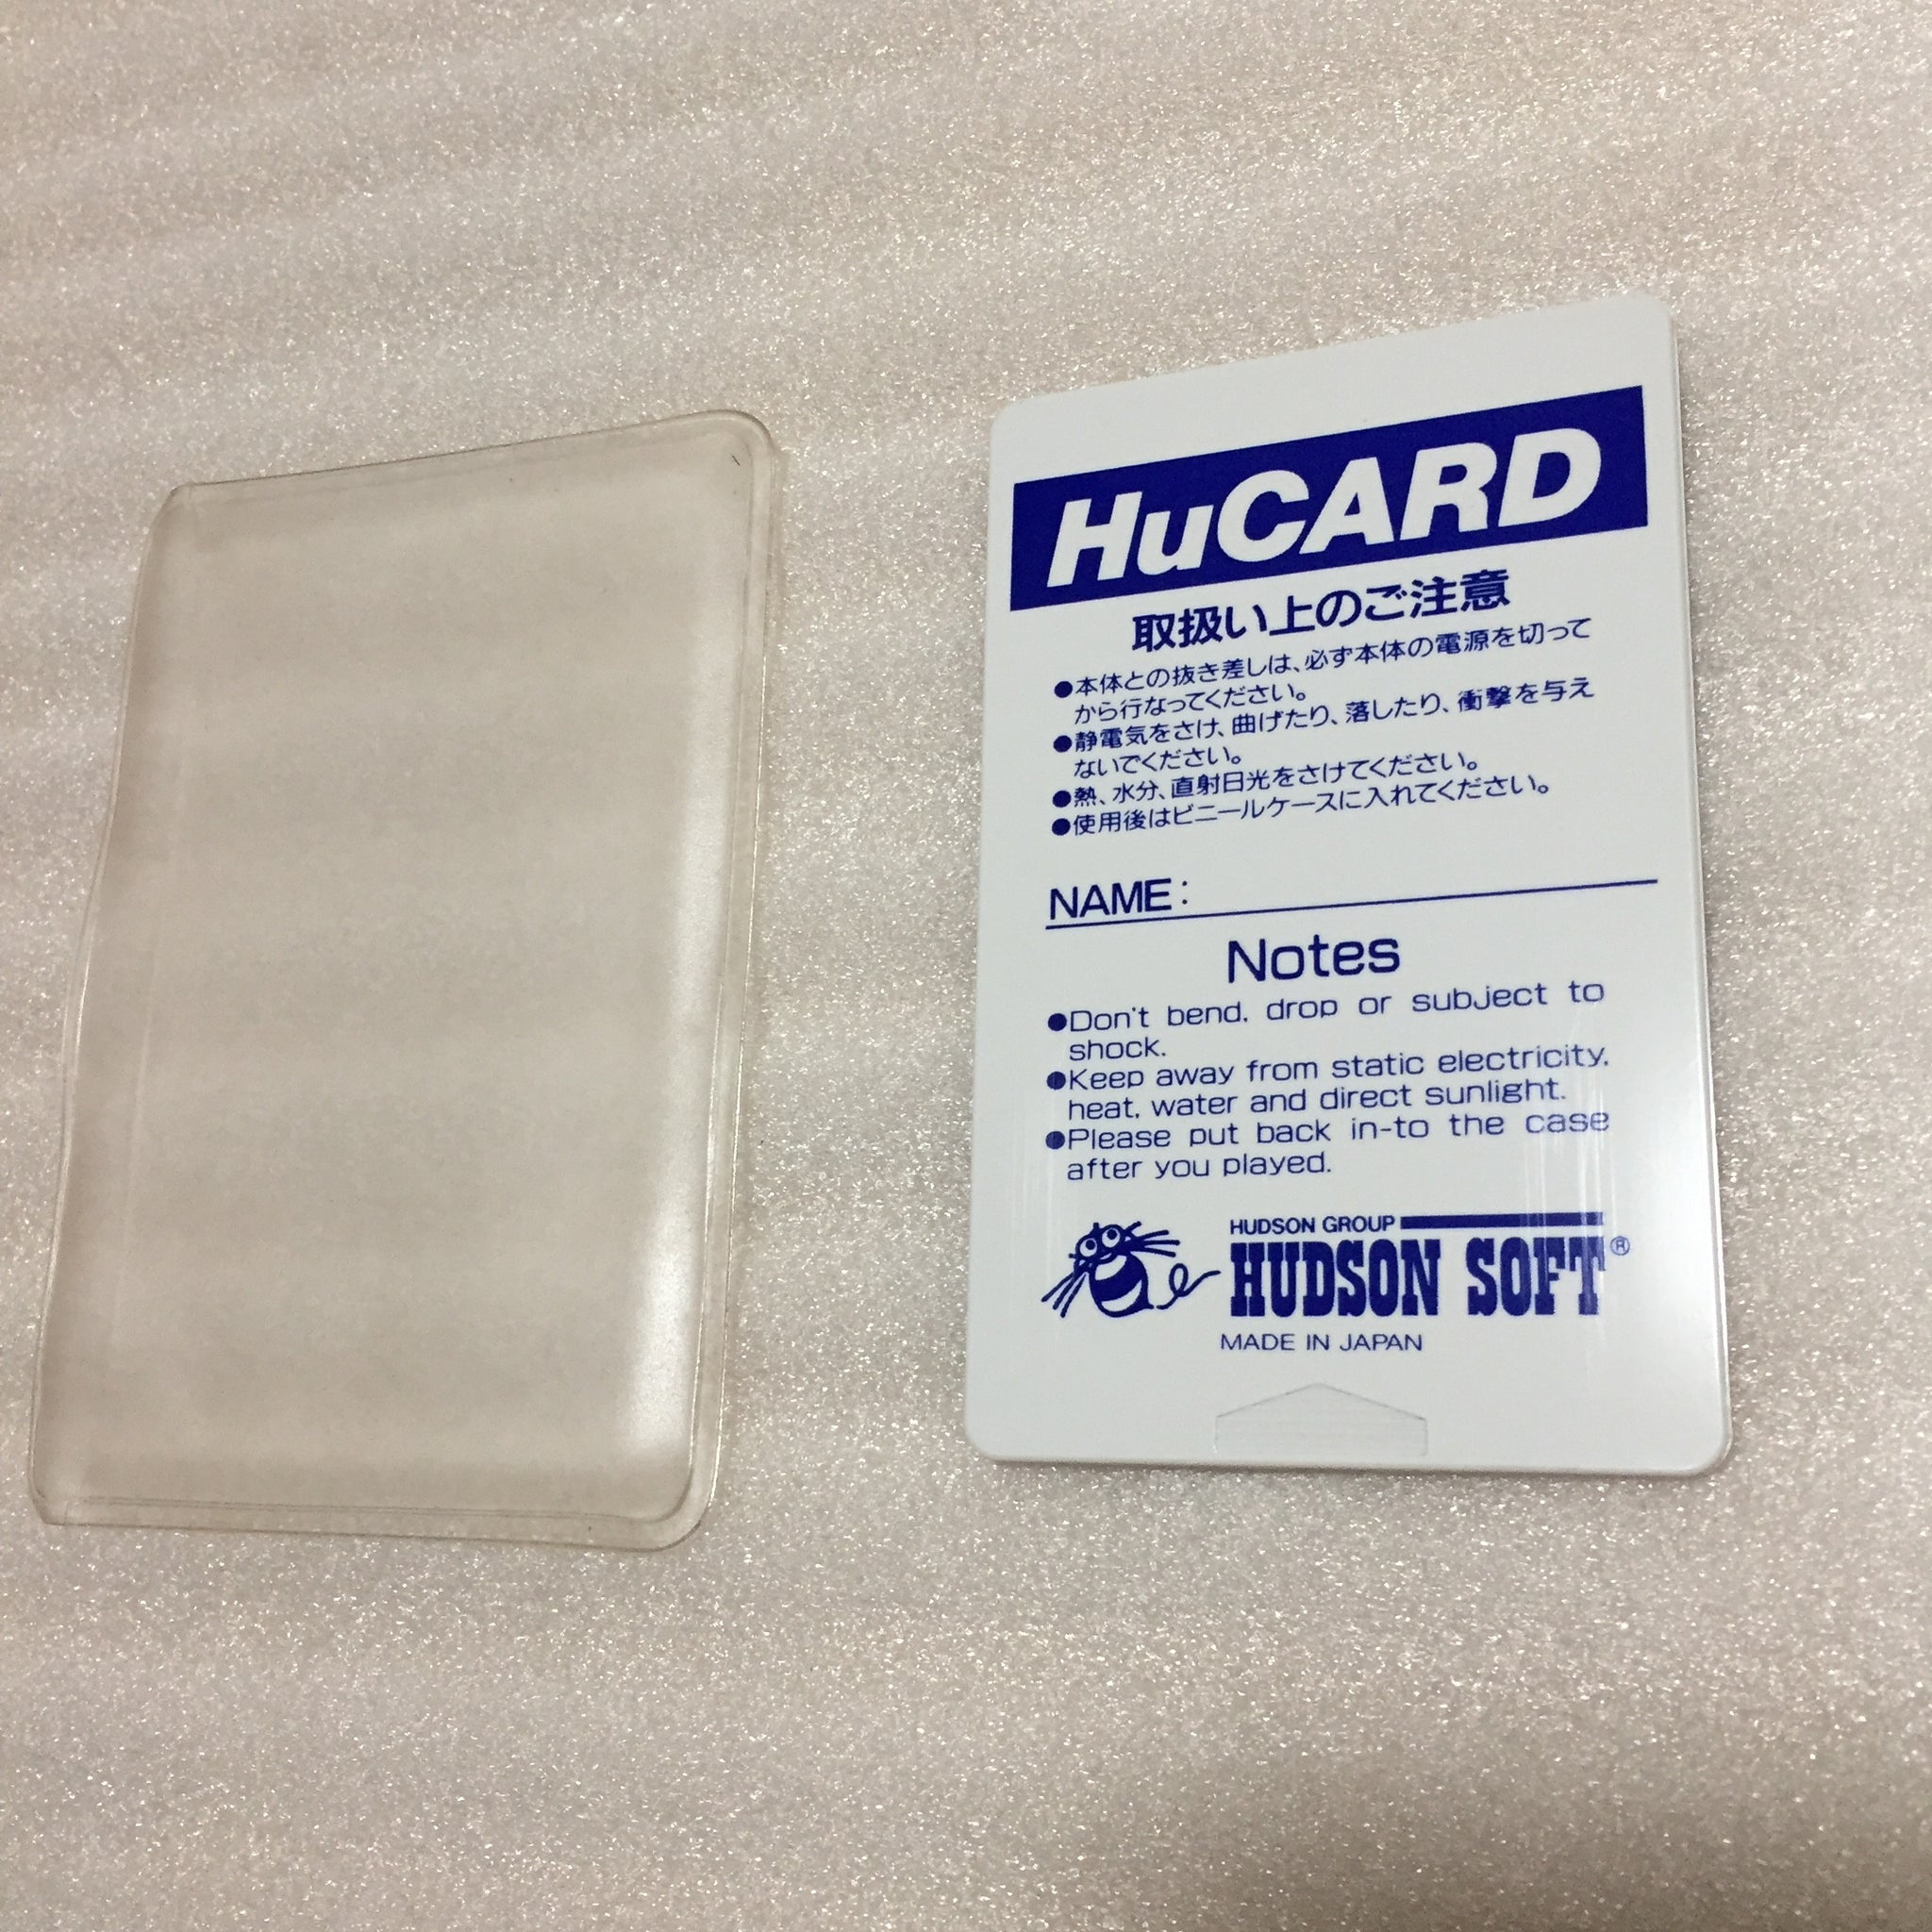 HuCARD
取扱い上のご注意
●本体との抜き差しは、必ず本体の電源を切って
から行なってください。
●静電気をさけ、曲げたり、落したり、衝撃を与え
ないでください。
●熱、水分、直射日光をさけてください。
●使用後はビニールケースに入れてください。
NAME:
Notes
●Don't bend, drop or subject to
shock.
●Keep away from static electricity,
heat, water and direct sunlight.
●Please put back in-to the case
after you played.
HUDSON GROUP
HUDSON SOFT®
MADE IN JAPAN